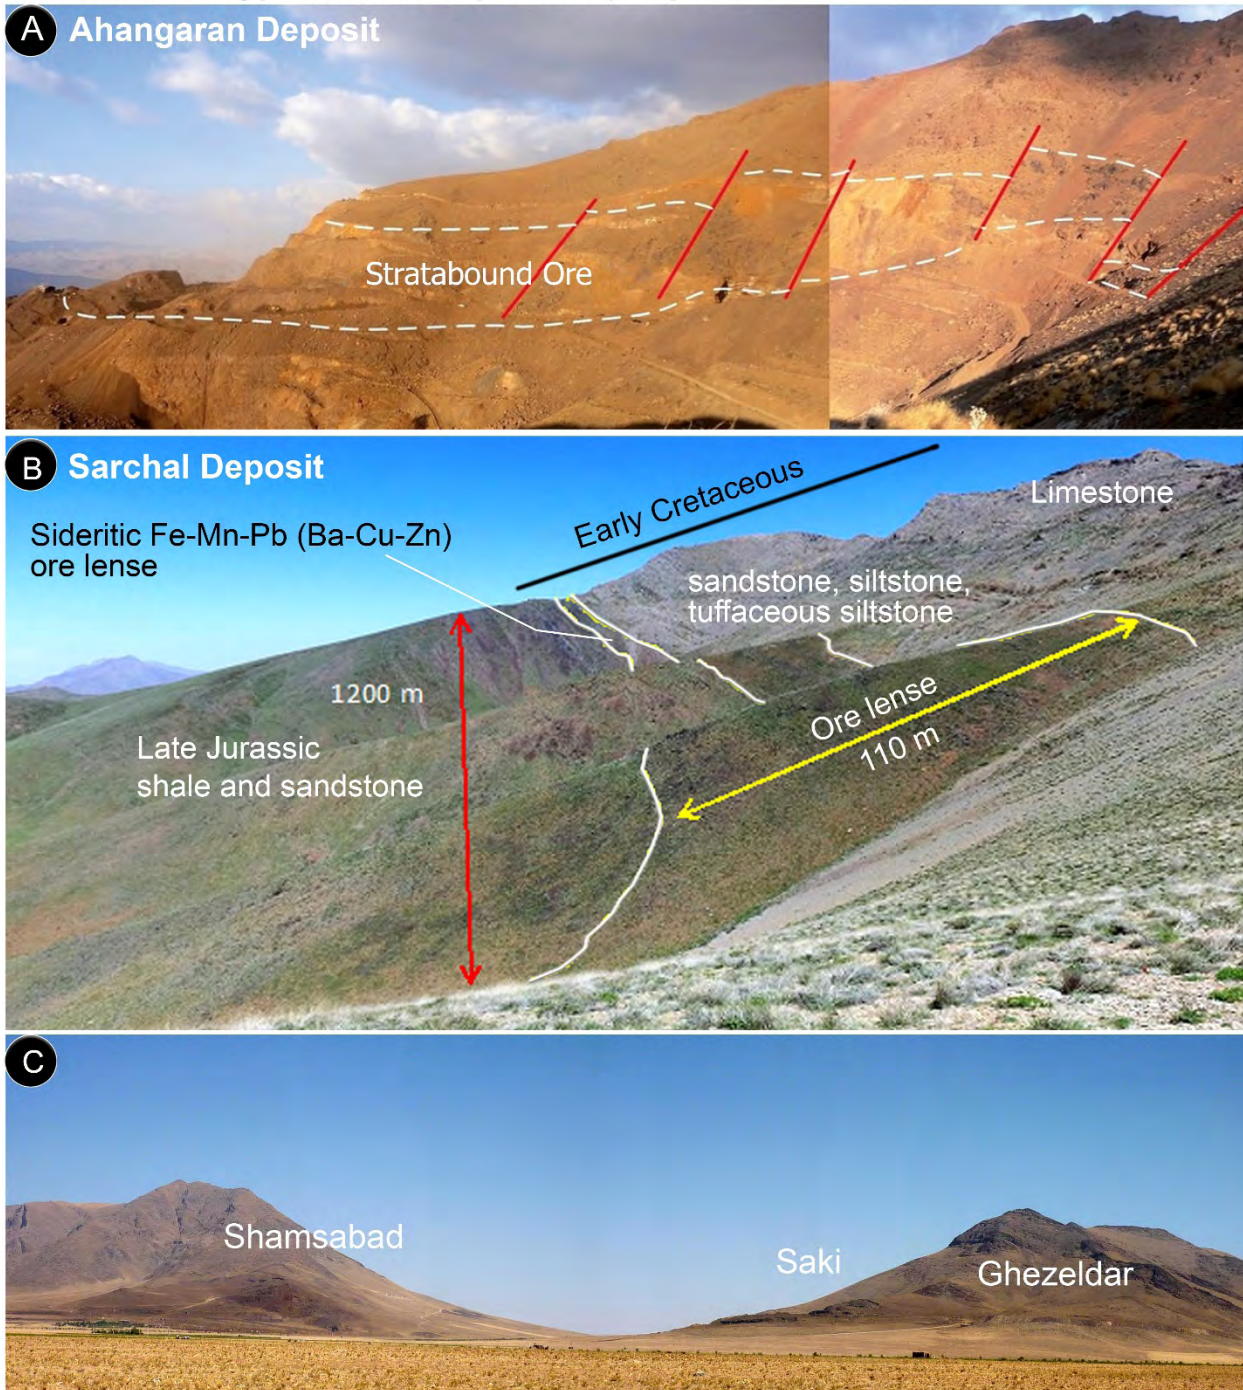 A Ahangaran Deposit
Stratabound Ore
B Sarchal Deposit
Early Cretaceous
Limestone
Sideritic Fe-Mn-Pb (Ba-Cu-Zn)
ore lense
sandstone, siltstone,
tuffaceous siltstone
1200 m
Ore lense
110 m
Late Jurassic
shale and sandstone
C
Shamsabad
Saki
Ghezeldar